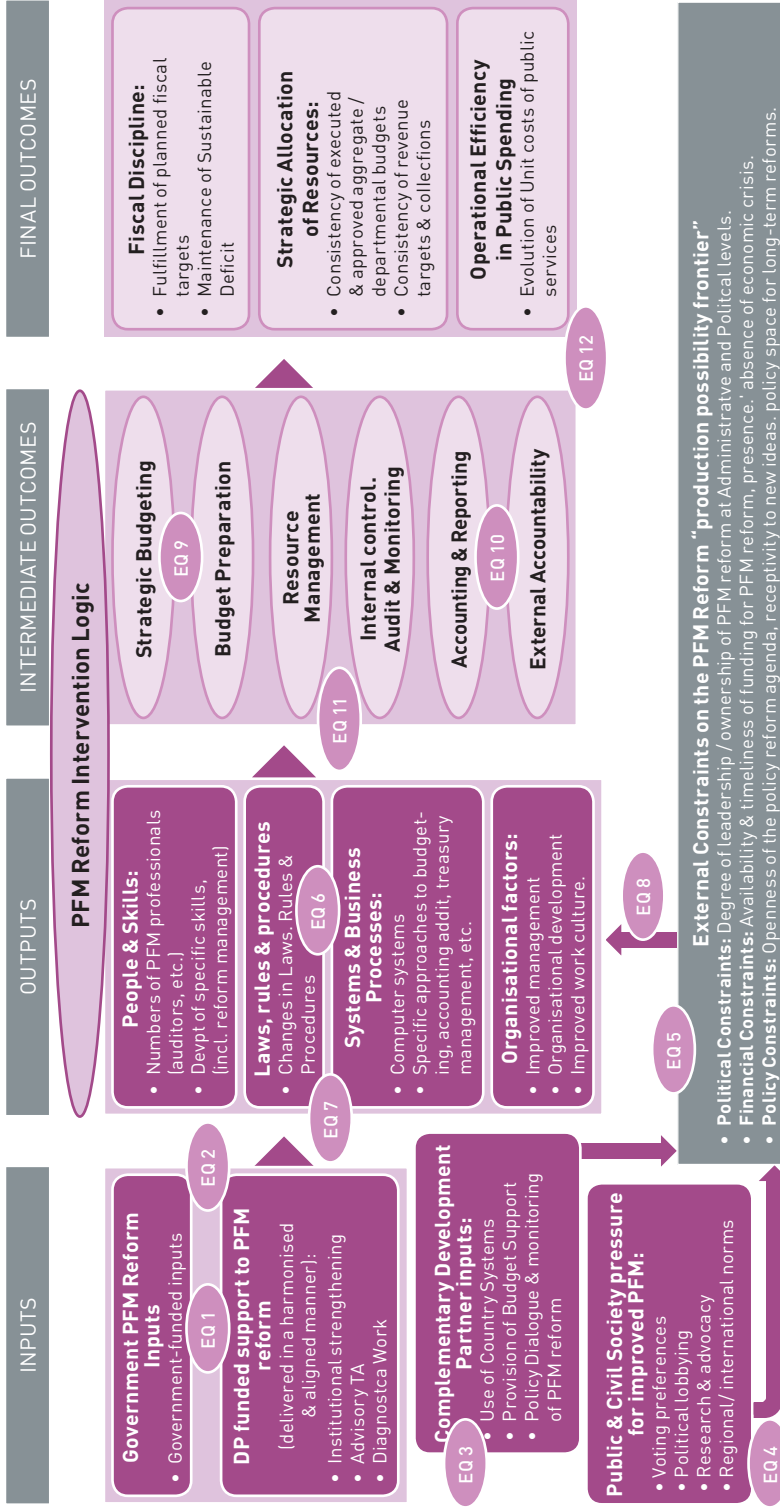 INPUTS
OUTPUTS
INTERMEDIATE OUTCOMES
FINAL OUTCOMES
PFM Reform Intervention Logic
Government PFM Reform
Inputs
• Government-funded inputs
EQ 1
EQ 2
DP funded support to PFM
reform
(delivered in a harmonised
& aligned manner):
• Institutional strengthening
• Advisory TA
• Diagnostca Work
Complementary Development
Partner inputs:
• Use of Country Systems
• Provision of Budget Support
• Policy Dialogue & monitoring
of PFM reform
EQ 3
Public & Civil Society pressure
for improved PFM:
• Voting preferences
• Political lobbying
• Research & advocacy
• Regional/ international norms
EQ 4
People & Skills:
• Numbers of PFM professionals
(auditors, etc.)
• Devpt of specific skills,
(incl. reform management)
Laws, rules & procedures
• Changes in Laws. Rules &
Procedures
EQ 6
EQ 7
Systems & Business
Processes:
• Computer systems
• Specific approaches to budget-
ing, accounting addit, treasury
management, etc.
Organisational factors:
• Improved management
• Organisational development
• Improved work culture.
EQ 8
EQ 5
Strategic Budgeting
EQ 9
Budget Preparation
Resource
Management
EQ 11
Internal control.
Audit & Monitoring
Accounting & Reporting
EQ 10
External Accountability
Fiscal Discipline:
• Fulfillment of planned fiscal
targets
• Maintenance of Sustainable
Deficit
Strategic Allocation
of Resources:
• Consistency of executed
& approved aggregate /
departmental budgets
• Consistency of revenue
targets & collecfions
Operational Efficiency
in Public Spending
• Evolution of Unit costs of public
services
EQ 12
External Constraints on the PFM Reform “production possibility frontier”
• Political Constraints: Degree of leadership / ownership of PFM reform at Administratve and Politcal levels.
• Financial Constraints: Availability & timeliness of funding for PFM reform, presence.' absence of economic crisis.
• Policy Constraints: Openness of the policy reform agenda, receptivity to new ideas. policy space for long-term reforms.